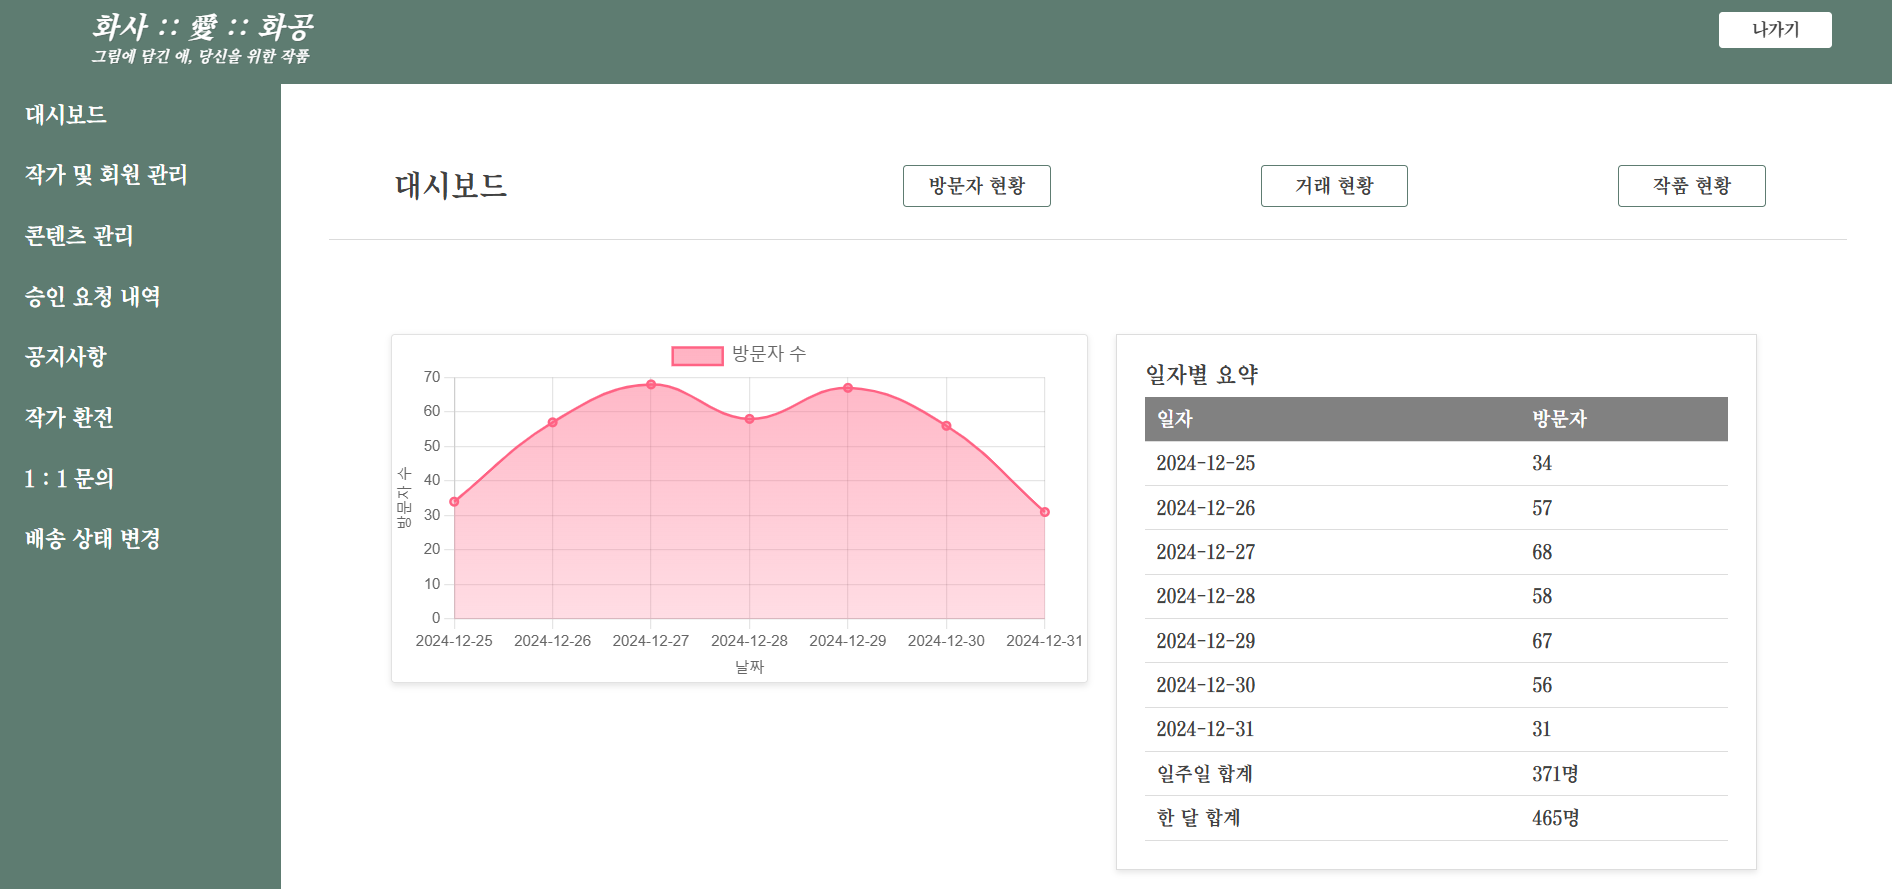 화사 :: 愛 :: 화공
그림에 담긴 애, 당신을 위한 작품
나가기
대시보드
작가 및 회원 관리
콘텐츠 관리
승인 요청 내역
공지사항
작가 환전
1 : 1 문의
배송 상태 변경
대시보드
방문자 현황
거래 현황
작품 현황
방문자 수
70
60
50
40
30
20
10
0
방문자 수
2024-12-25 2024-12-26 2024-12-27 2024-12-28 2024-12-29 2024-12-30 2024-12-31
날짜
일자별 요약
일자 방문자
2024-12-25 34
2024-12-26 57
2024-12-27 68
2024-12-28 58
2024-12-29 67
2024-12-30 56
2024-12-31 31
일주일 합계 371명
한 달 합계 465명